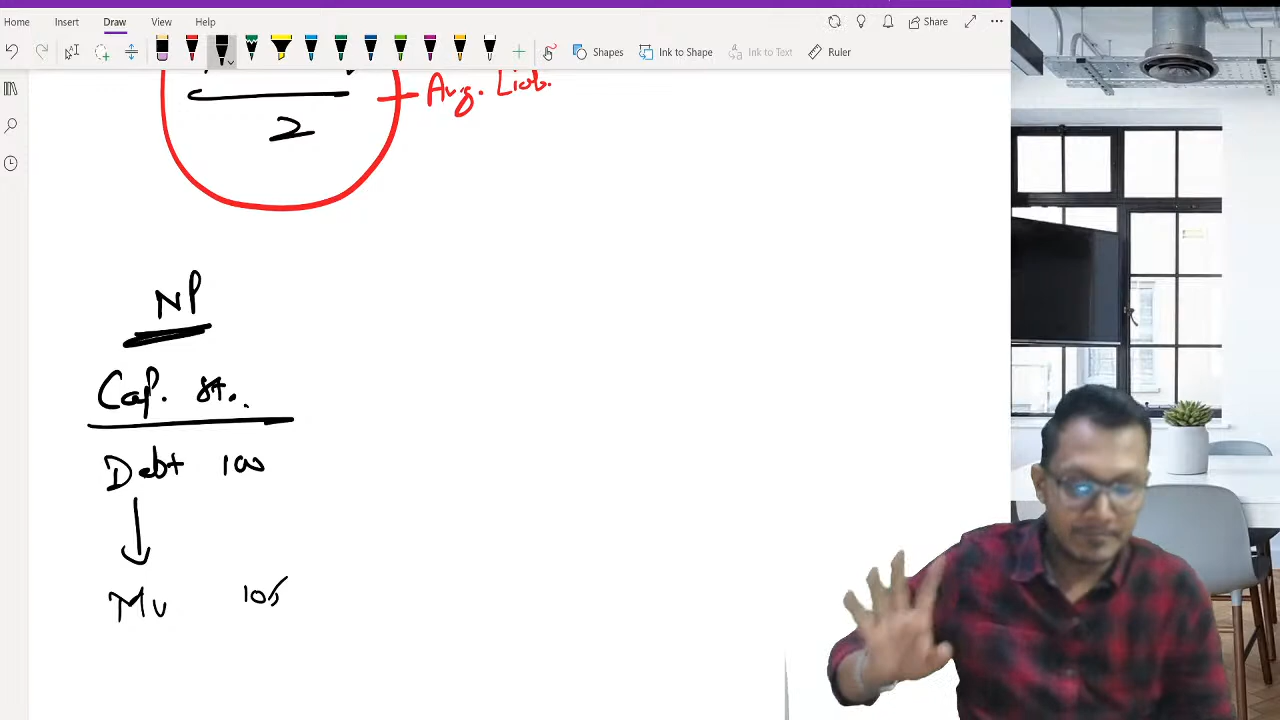 Home Insert Draw View Help Share
Shapes Ink to Shape Ink to Text Ruler
2
Avg. Liab.
NP
Cap. st.
Debt 100
Mv 105